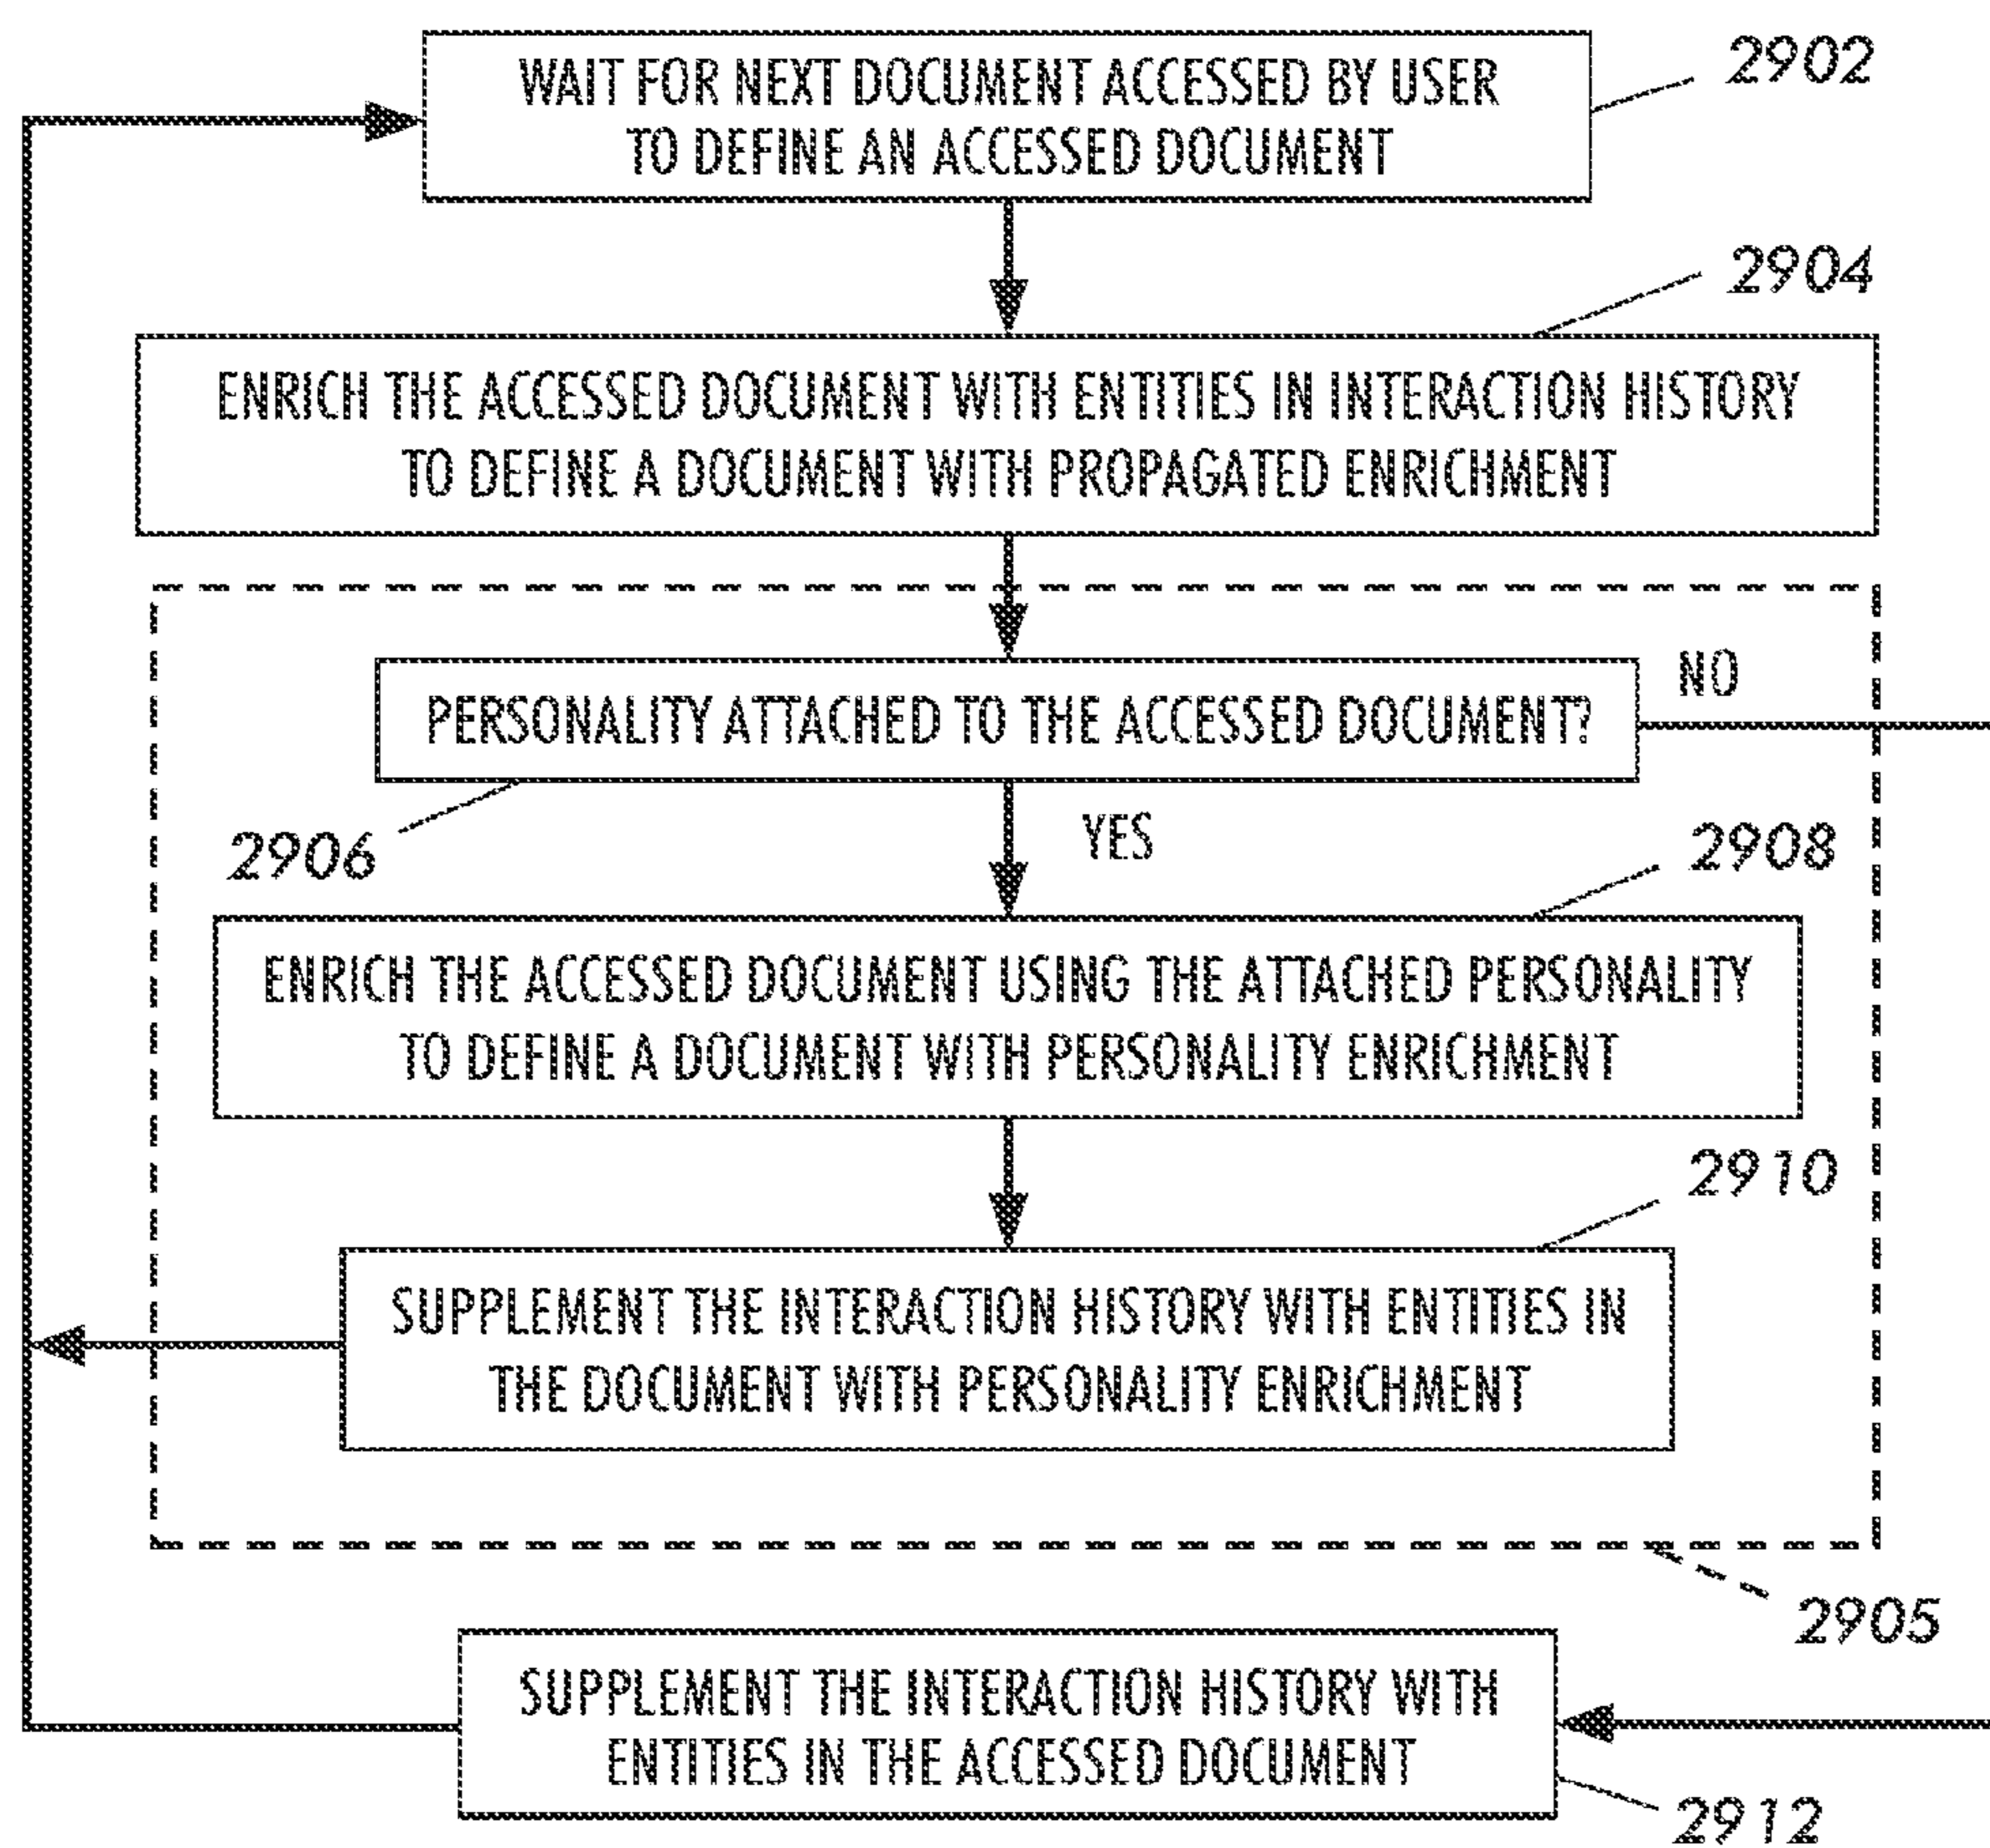 WAIT FOR NEXT DOCUMENT ACCESSED BY USER
TO DEFINE AN ACCESSED DOCUMENT
2902
2904
ENRICH THE ACCESSED DOCUMENT WITH ENTITIES IN INTERACTION HISTORY
TO DEFINE A DOCUMENT WITH PROPAGATED ENRICHMENT
PERSONALITY ATTACHED TO THE ACCESSED DOCUMENT?
NO
2906
YES
2908
ENRICH THE ACCESSED DOCUMENT USING THE ATTACHED PERSONALITY
TO DEFINE A DOCUMENT WITH PERSONALITY ENRICHMENT
2910
SUPPLEMENT THE INTERACTION HISTORY WITH ENTITIES IN
THE DOCUMENT WITH PERSONALITY ENRICHMENT
2905
SUPPLEMENT THE INTERACTION HISTORY WITH
ENTITIES IN THE ACCESSED DOCUMENT
2912